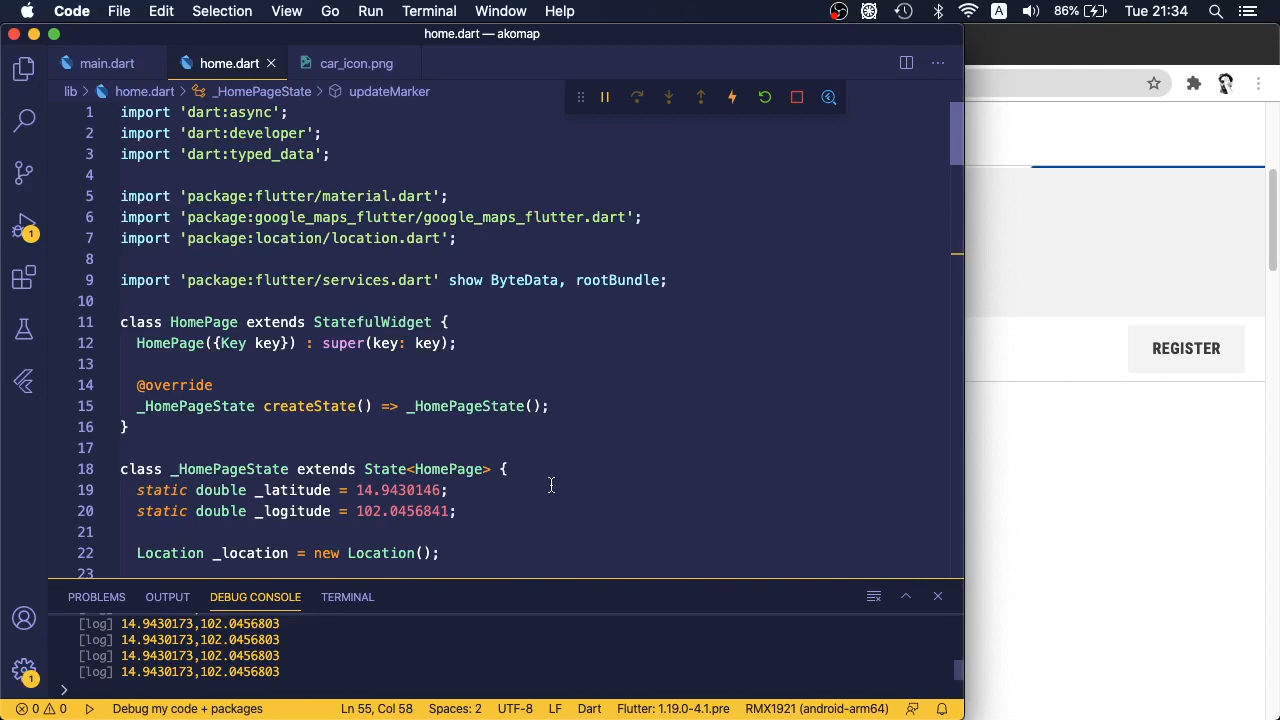 Code File Edit Selection View Go Run Terminal Window Help A 86% Tue 21:34
home.dart — akomap
main.dart home.dart car_icon.png
lib > home.dart > _HomePageState > updateMarker
1 import 'dart:async';
2 import 'dart:developer';
3 import 'dart:typed_data';
4
5 import 'package:flutter/material.dart';
6 import 'package:google_maps_flutter/google_maps_flutter.dart';
7 import 'package:location/location.dart';
8
9 import 'package:flutter/services.dart' show ByteData, rootBundle;
10
11 class HomePage extends StatefulWidget {
12 HomePage({Key key}) : super(key: key);
13
14 @override
15 _HomePageState createState() => _HomePageState();
16 }
17
18 class _HomePageState extends State<HomePage> {
19 static double _latitude = 14.9430146;
20 static double _logitude = 102.0456841;
21
22 Location _location = new Location();
23
REGISTER
1
PROBLEMS OUTPUT DEBUG CONSOLE TERMINAL
[log] 14.9430173,102.0456803
[log] 14.9430173,102.0456803
[log] 14.9430173,102.0456803
[log] 14.9430173,102.0456803
>
1
0 0 Debug my code + packages Ln 55, Col 58 Spaces: 2 UTF-8 LF Dart Flutter: 1.19.0-4.1.pre RMX1921 (android-arm64)